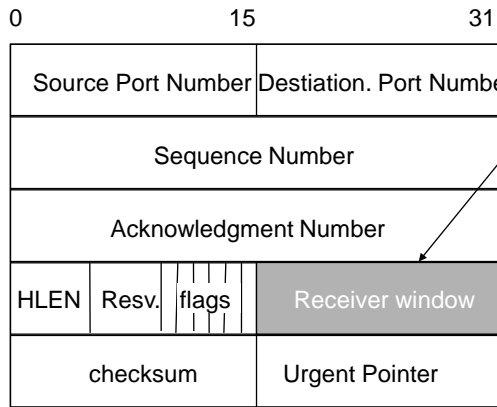 0 15 31
Source Port Number Destiation. Port Numbe
Sequence Number
Acknowledgment Number
HLEN Resv. flags Receiver window
checksum Urgent Pointer